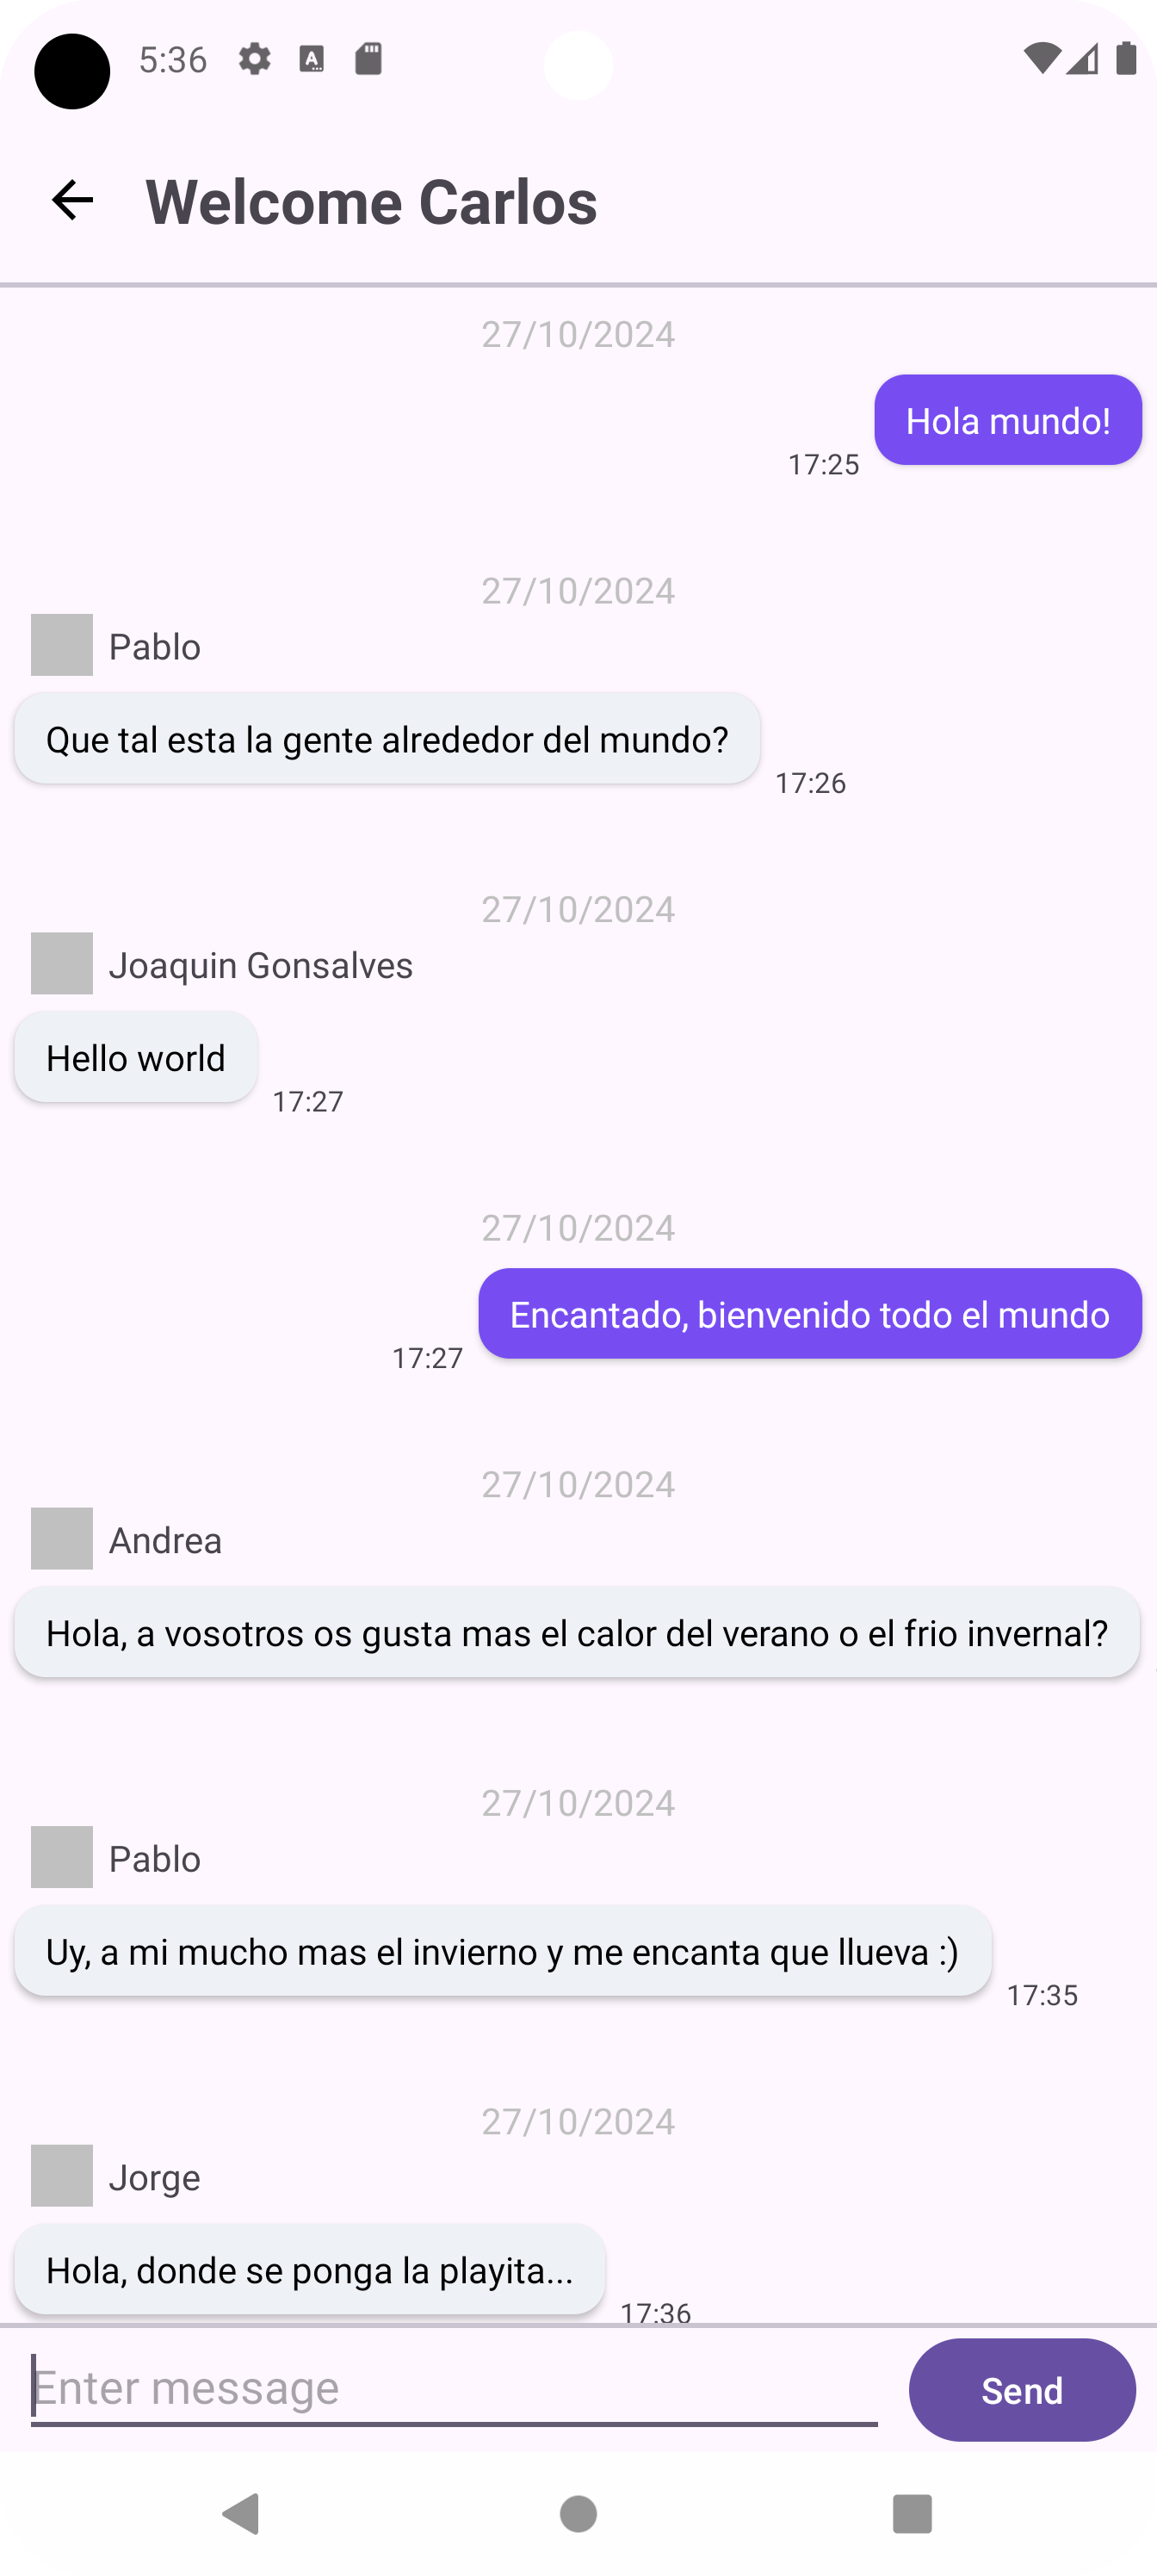 5:36
Welcome Carlos
27/10/2024
Hola mundo!
17:25
27/10/2024
Pablo
Que tal esta la gente alrededor del mundo?
17:26
27/10/2024
Joaquin Gonsalves
Hello world
17:27
27/10/2024
Encantado, bienvenido todo el mundo
17:27
27/10/2024
Andrea
Hola, a vosotros os gusta mas el calor del verano o el frio invernal?
27/10/2024
Pablo
Uy, a mi mucho mas el invierno y me encanta que llueva :)
17:35
27/10/2024
Jorge
Hola, donde se ponga la playita...
17:36
Enter message
Send